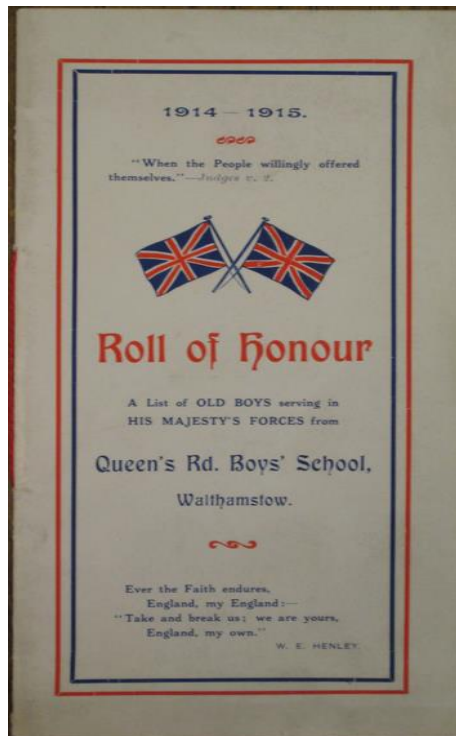 1914 — 1915.
"When the People willingly offered
themselves."—Judges v. 2.
Roll of Honour
A List of OLD BOYS serving in
HIS MAJESTY'S FORCES from
Queen's Rd. Boys' School,
Walthamstow.
Ever the Faith endures,
England, my England:—
"Take and break us; we are yours,
England, my own."
W. E. HENLEY.